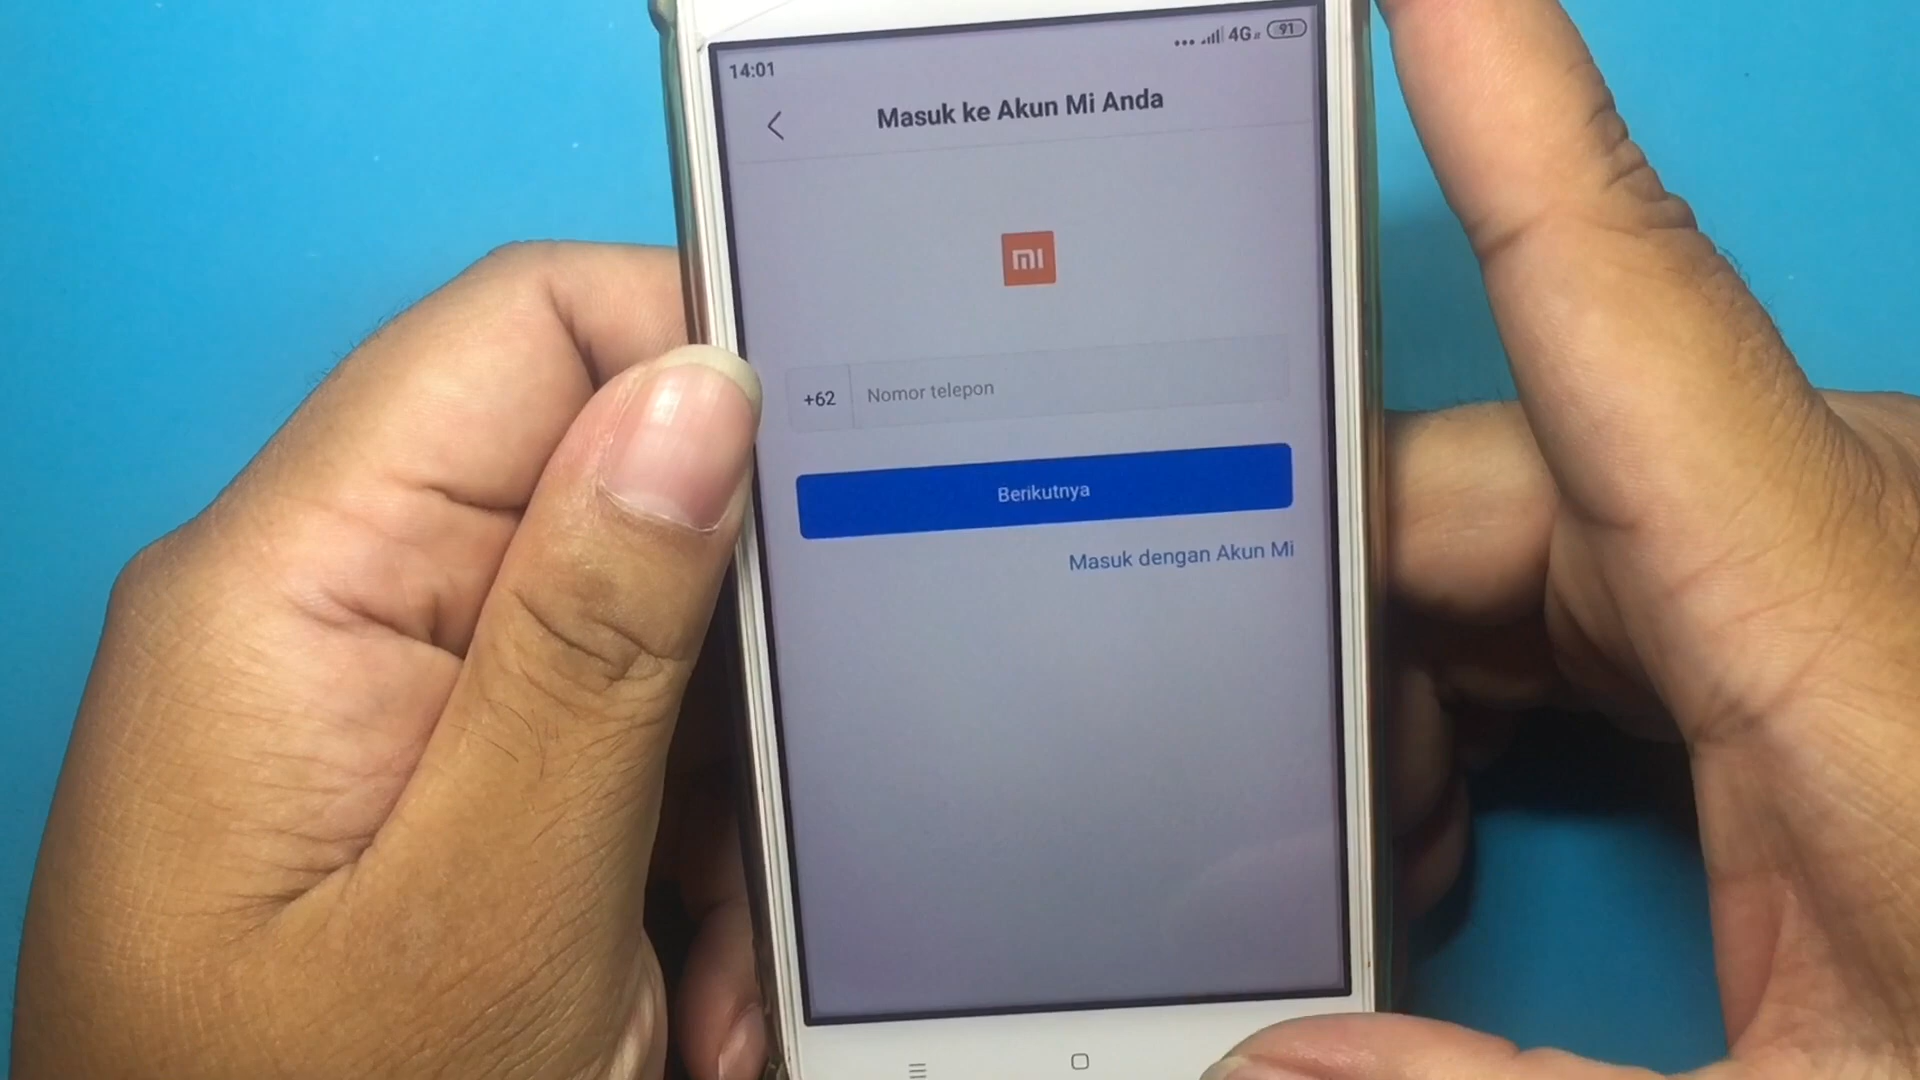 14:01
4G 91
Masuk ke Akun Mi Anda
mi
+62 Nomor telepon
Berikutnya
Masuk dengan Akun Mi